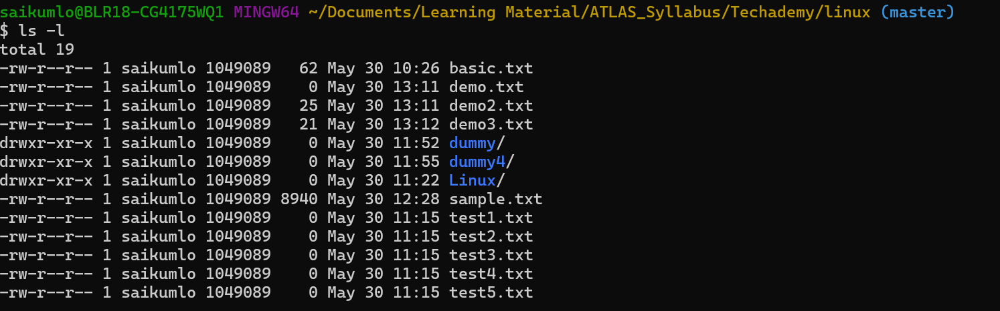 saikumlo@BLR18-CG4175WQ1 MINGW64 ~/Documents/Learning Material/ATLAS_Syllabus/Techademy/linux (master)
$ ls -l
total 19
-rw-r--r-- 1 saikumlo 1049089   62 May 30 10:26 basic.txt
-rw-r--r-- 1 saikumlo 1049089    0 May 30 13:11 demo.txt
-rw-r--r-- 1 saikumlo 1049089   25 May 30 13:11 demo2.txt
-rw-r--r-- 1 saikumlo 1049089   21 May 30 13:12 demo3.txt
drwxr-xr-x 1 saikumlo 1049089    0 May 30 11:52 dummy/
drwxr-xr-x 1 saikumlo 1049089    0 May 30 11:55 dummy4/
drwxr-xr-x 1 saikumlo 1049089    0 May 30 11:22 Linux/
-rw-r--r-- 1 saikumlo 1049089 8940 May 30 12:28 sample.txt
-rw-r--r-- 1 saikumlo 1049089    0 May 30 11:15 test1.txt
-rw-r--r-- 1 saikumlo 1049089    0 May 30 11:15 test2.txt
-rw-r--r-- 1 saikumlo 1049089    0 May 30 11:15 test3.txt
-rw-r--r-- 1 saikumlo 1049089    0 May 30 11:15 test4.txt
-rw-r--r-- 1 saikumlo 1049089    0 May 30 11:15 test5.txt